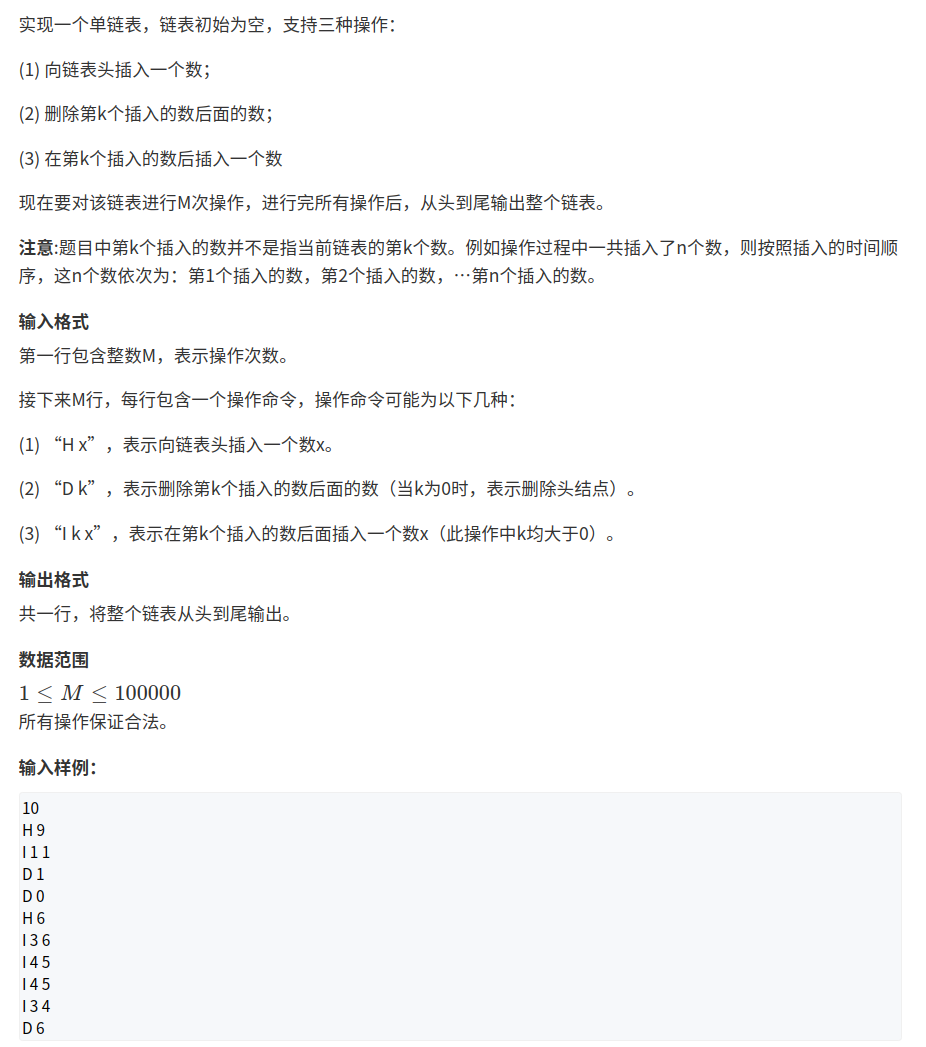 实现一个单链表，链表初始为空，支持三种操作：
(1) 向链表头插入一个数；
(2) 删除第k个插入的数后面的数；
(3) 在第k个插入的数后插入一个数
现在要对该链表进行M次操作，进行完所有操作后，从头到尾输出整个链表。
注意:题目中第k个插入的数并不是指当前链表的第k个数。例如操作过程中一共插入了n个数，则按照插入的时间顺
序，这n个数依次为：第1个插入的数，第2个插入的数，…第n个插入的数。
输入格式
第一行包含整数M，表示操作次数。
接下来M行，每行包含一个操作命令，操作命令可能为以下几种：
(1) “H x”，表示向链表头插入一个数x。
(2) “D k”，表示删除第k个插入的数后面的数（当k为0时，表示删除头结点）。
(3) “I k x”，表示在第k个插入的数后面插入一个数x（此操作中k均大于0）。
输出格式
共一行，将整个链表从头到尾输出。
数据范围
1 ≤ M ≤ 100000
所有操作保证合法。
输入样例：
10
H 9
I 1 1
D 1
D 0
H 6
I 3 6
I 4 5
I 4 5
I 3 4
D 6